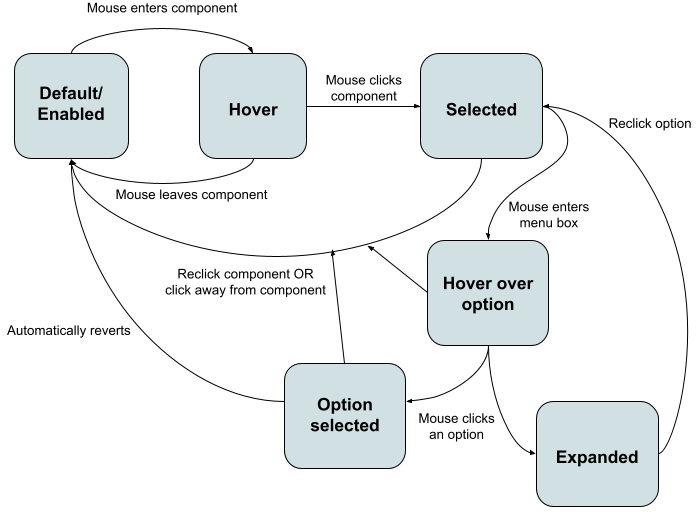 Mouse enters component
Default/
Enabled
Hover
Mouse clicks
component
Selected
Reclick option
Mouse leaves component
Mouse enters
menu box
Reclick component OR
click away from component
Hover over
option
Automatically reverts
Option
selected
Mouse clicks
an option
Expanded